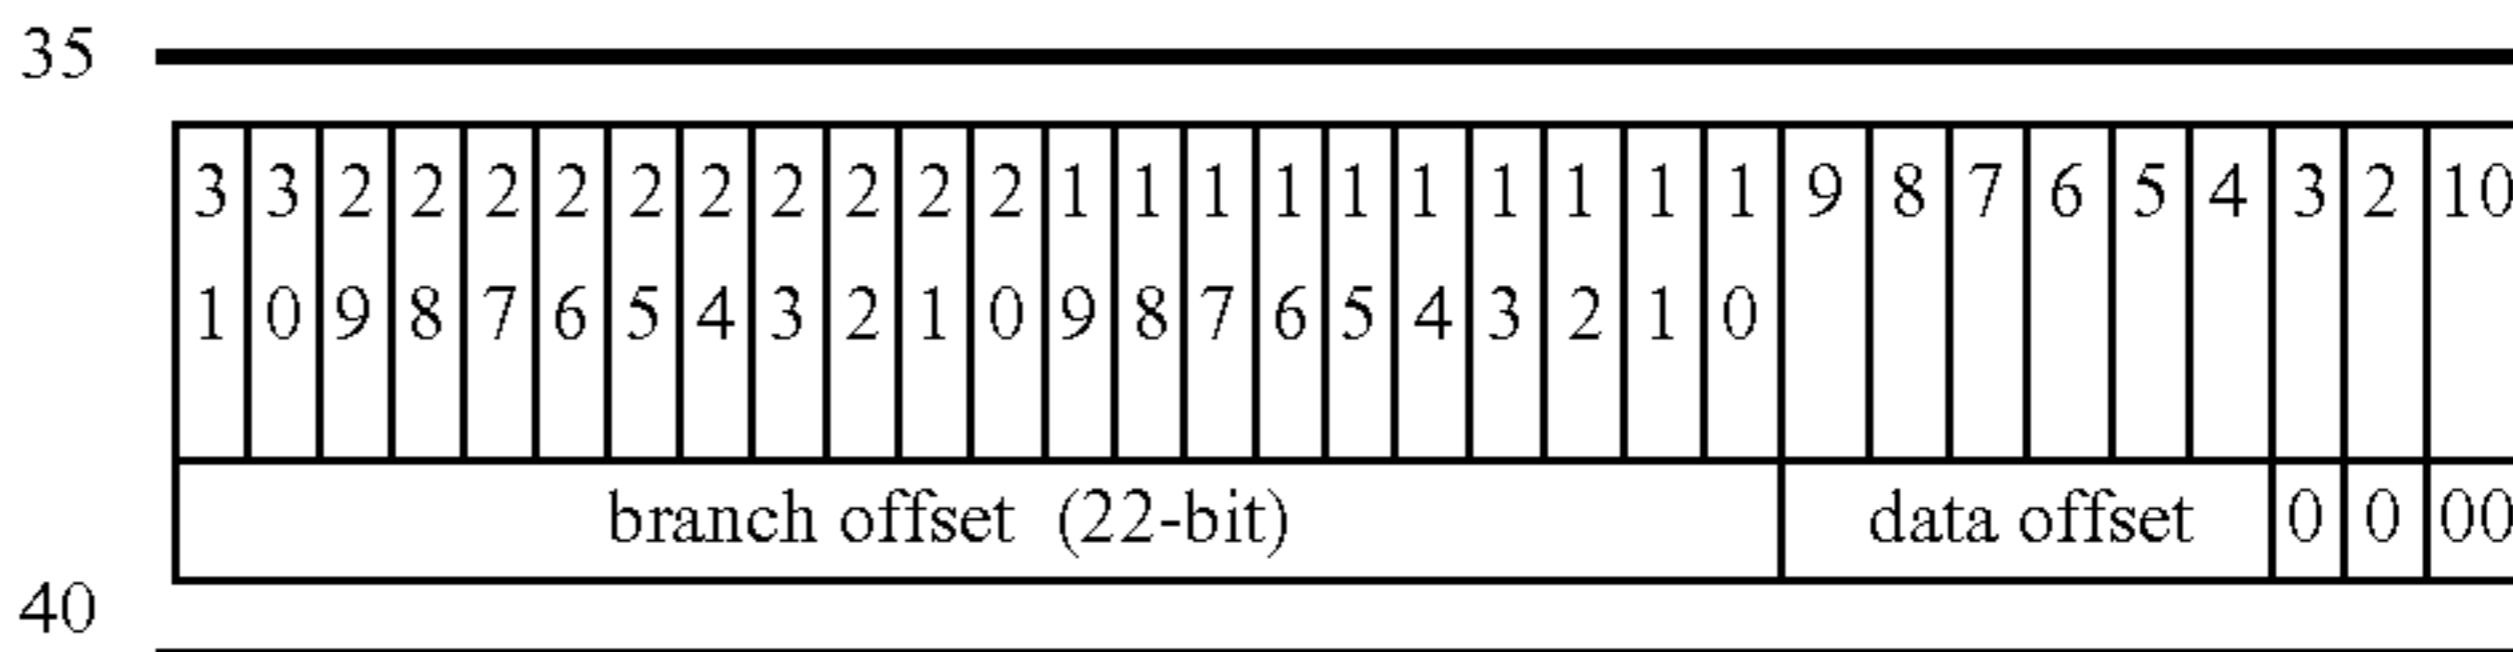 35
3 3 2 2 2 2 2 2 2 2 2 2 1 1 1 1 1 1 1 1 1 1 9 8 7 6 5 4 3 2 10
1 0 9 8 7 6 5 4 3 2 1 0 9 8 7 6 5 4 3 2 1 0
branch offset (22-bit) data offset 0 0 00
40